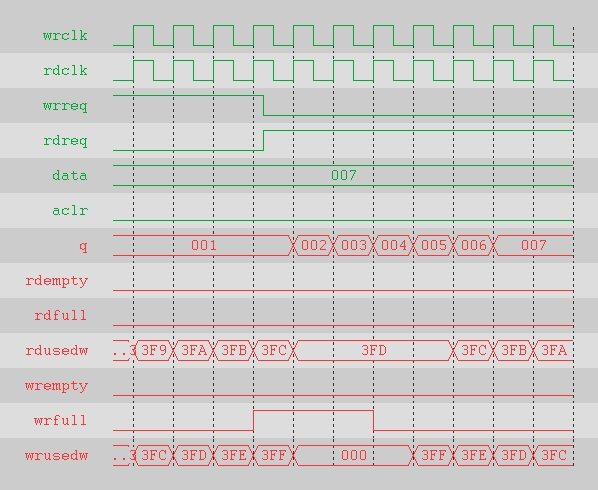 wrclk
rdclk
wrreq
rdreq
data 007
aclr
q 001 002 003 004 005 006 007
rdempty
rdfull
rdusedw ..3 3F9 3FA 3FB 3FC 3FD 3FC 3FB 3FA
wrempty
wrfull
wrusedw ..3 3FC 3FD 3FE 3FF 000 3FF 3FE 3FD 3FC